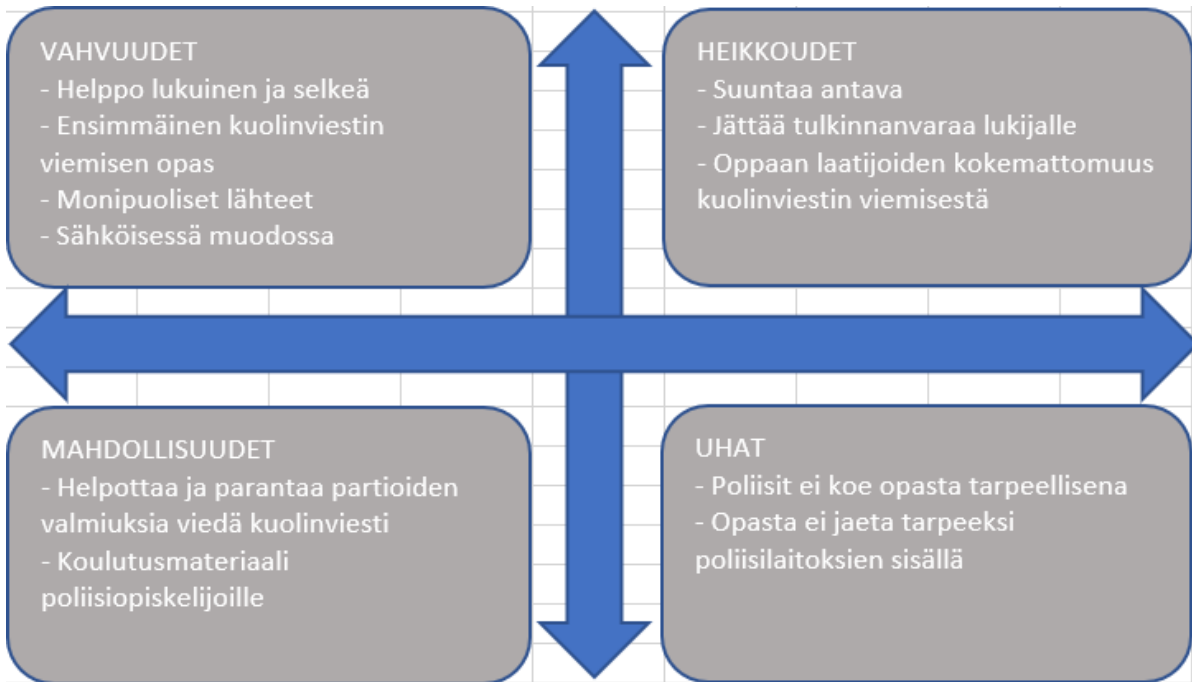 VAHVUUDET
- Helppo lukuinen ja selkeä
- Ensimmäinen kuolinviestin
viemisen opas
- Monipuoliset lähteet
- Sähköisessä muodossa
HEIKKOUDET
- Suuntaa antava
- Jättää tulkinnanvaraa lukijalle
- Oppaan laatijoiden kokemattomuus
kuolinviestin viemisestä
MAHDOLLISUUDET
- Helpottaa ja parantaa partioiden
valmiuksia viedä kuolinviesti
- Koulutusmateriaali
poliisiopiskelijoille
UHAT
- Poliisit ei koe opasta tarpeellisena
- Opasta ei jaeta tarpeeksi
poliisilaitoksien sisällä